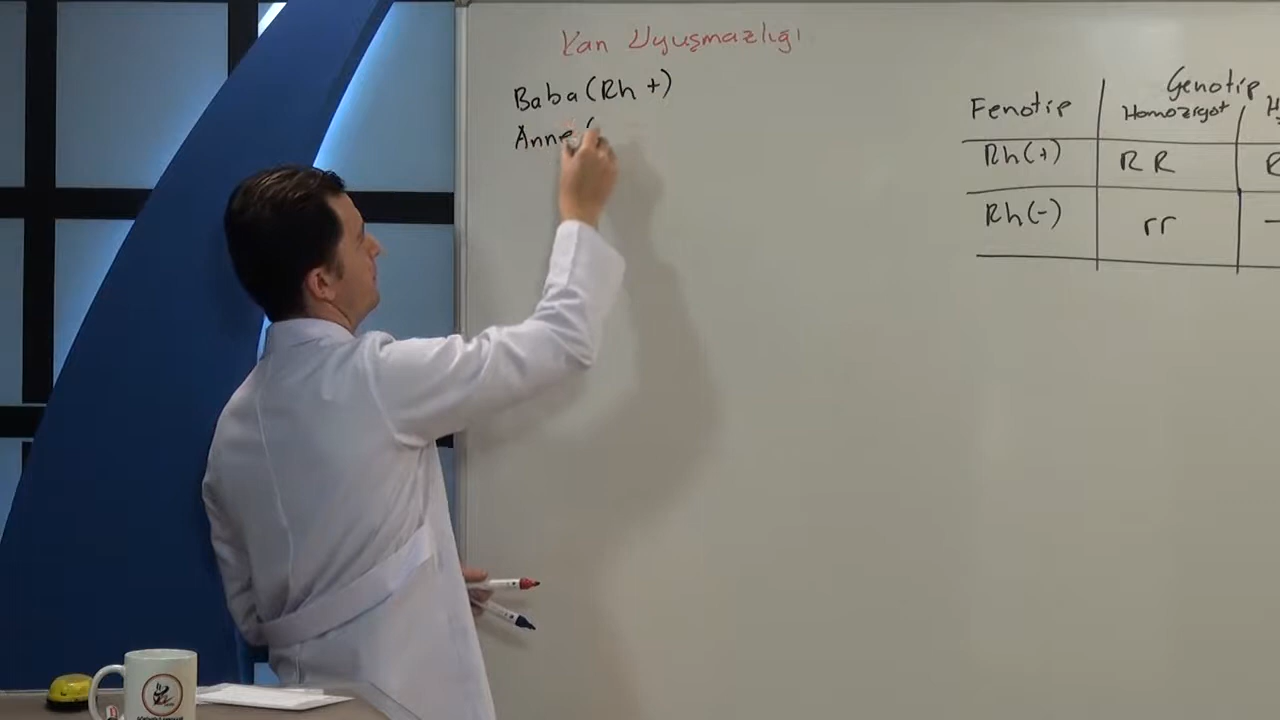 Kan Uyuşmazlığı
Baba (Rh +)
Anne (
Genotip
Fenotip Homozigot H
Rh(+) RR R
Rh(-) rr -